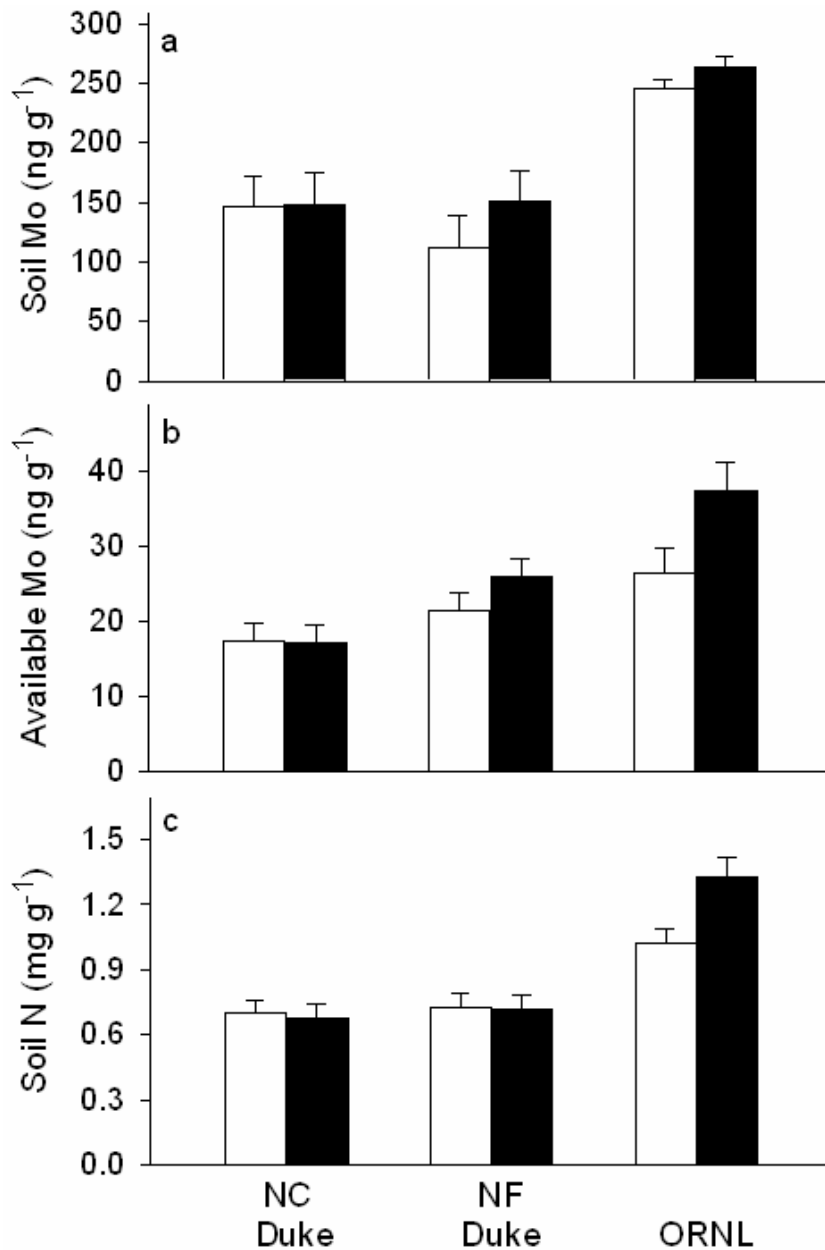 a
Soil Mo (ng g⁻¹)
300
250
200
150
100
50
0
b
Available Mo (ng g⁻¹)
40
30
20
10
0
c
Soil N (mg g⁻¹)
1.5
1.2
0.9
0.6
0.3
0.0
NC
Duke
NF
Duke
ORNL